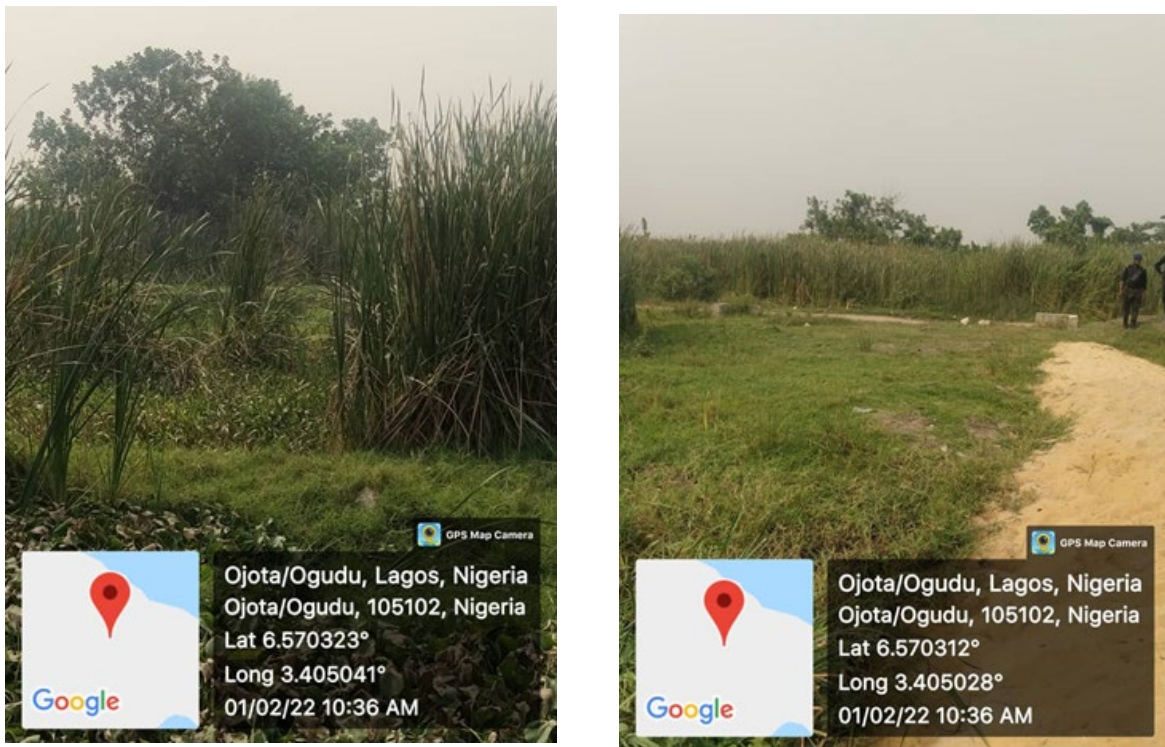 GPS Map Camera
Ojota/Ogudu, Lagos, Nigeria
Ojota/Ogudu, 105102, Nigeria
Lat 6.570323°
Long 3.405041°
01/02/22 10:36 AM
Google
GPS Map Camera
Ojota/Ogudu, Lagos, Nigeria
Ojota/Ogudu, 105102, Nigeria
Lat 6.570312°
Long 3.405028°
01/02/22 10:36 AM
Google